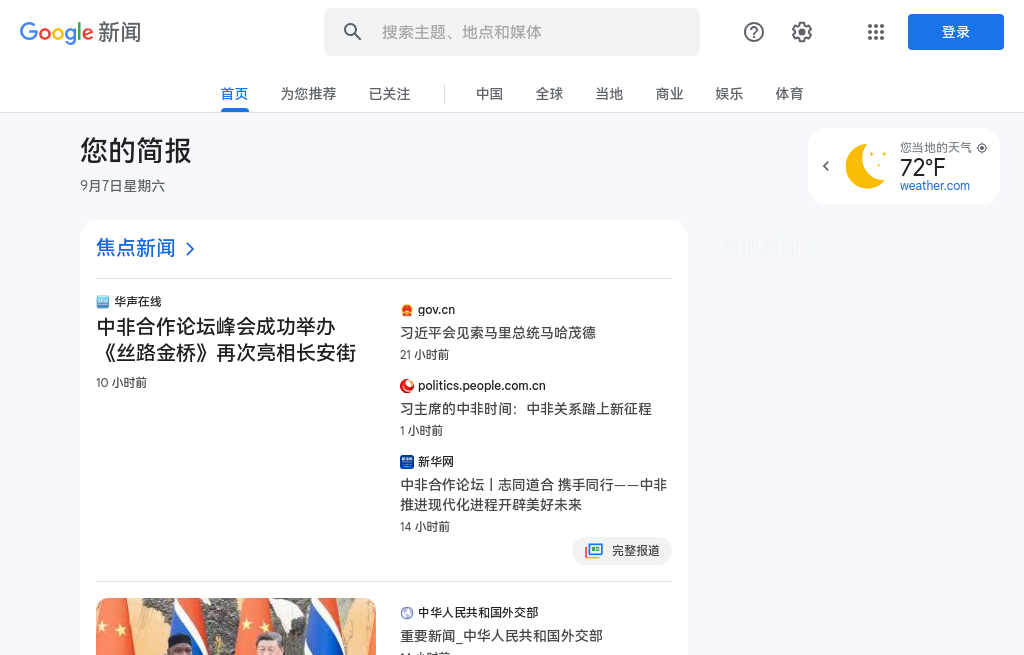 Google 新闻
搜索主题、地点和媒体
登录
首页
为您推荐
已关注
中国
全球
当地
商业
娱乐
体育
您的简报
9月7日星期六
您当地的天气
72°F
weather.com
焦点新闻
本地新闻
华声在线
中非合作论坛峰会成功举办
《丝路金桥》再次亮相长安街
10 小时前
gov.cn
习近平会见索马里总统马哈茂德
21 小时前
politics.people.com.cn
习主席的中非时间：中非关系踏上新征程
1 小时前
新华网
中非合作论坛丨志同道合 携手同行——中非
推进现代化进程开辟美好未来
14 小时前
完整报道
中华人民共和国外交部
重要新闻_中华人民共和国外交部
14 小时前